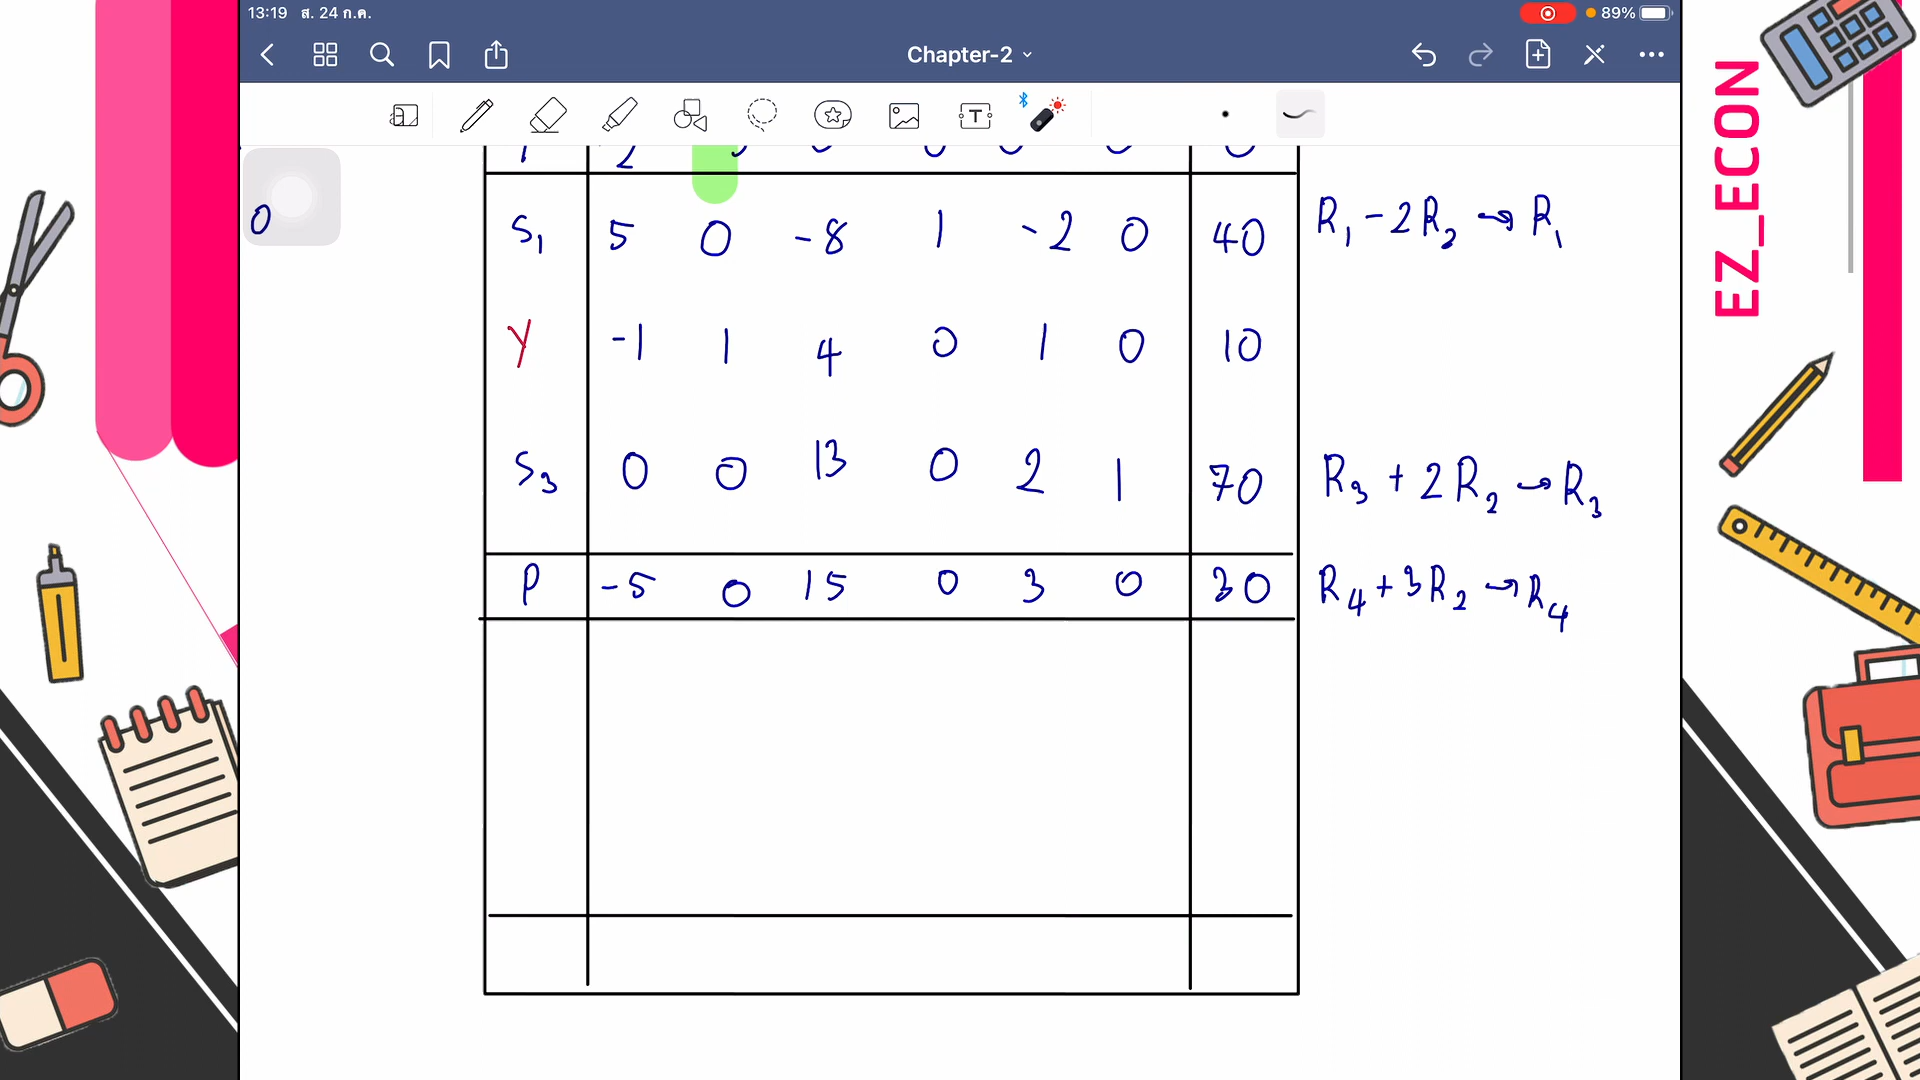 13:19 ส. 24 ก.ค.
89%
Chapter-2
EZ_ECON
0
S₁ 5 0 -8 1 -2 0 40 R₁ - 2R₂ → R₁
Y -1 1 4 0 1 0 10
S₃ 0 0 13 0 2 1 70 R₃ + 2R₂ → R₃
P -5 0 15 0 3 0 30 R₄ + 3R₂ → R₄